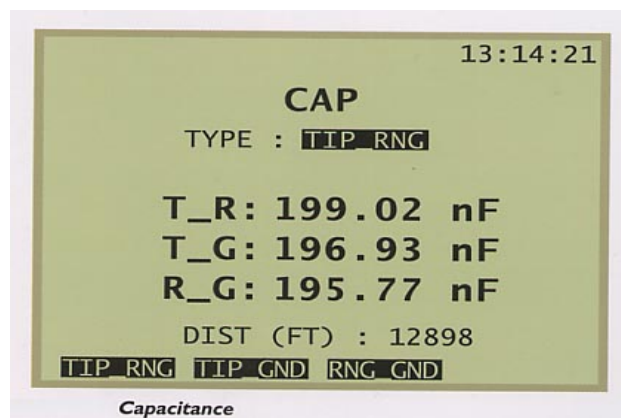 13:14:21
CAP
TYPE : TIP_RNG
T_R: 199.02 nF
T_G: 196.93 nF
R_G: 195.77 nF
DIST (FT) : 12898
TIP_RNG TIP_GND RNG_GND
Capacitance